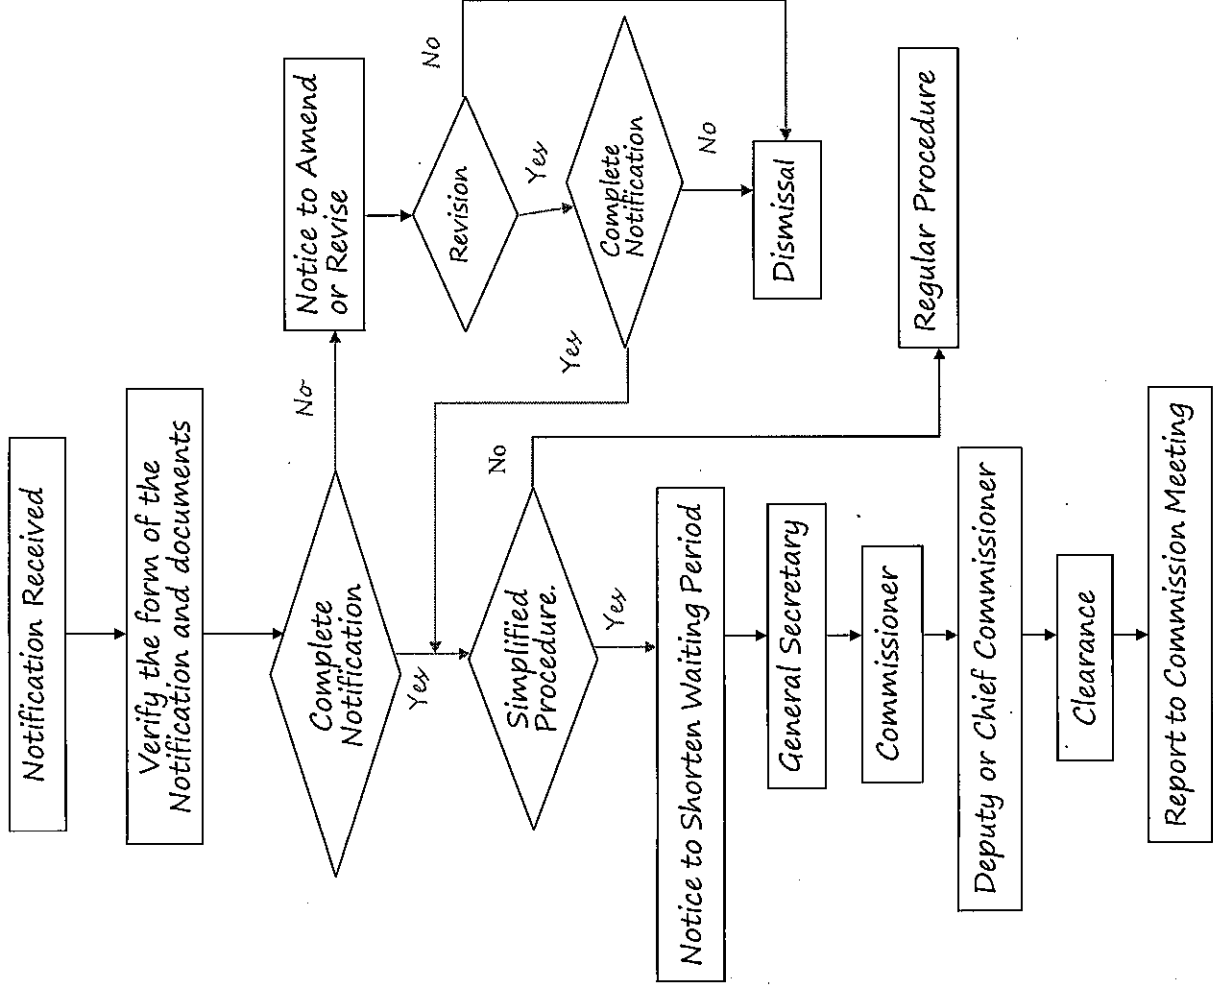 Notification Received
Verify the form of the
Notification and documents
Complete
Notification
No
Notice to Amend
or Revise
Yes
Revision
No
Yes
Complete
Notification
Yes
No
Dismissal
Simplified
Procedure.
No
Regular Procedure
Yes
Notice to Shorten Waiting Period
General Secretary
Commissioner
Deputy or Chief Commissioner
Clearance
Report to Commission Meeting